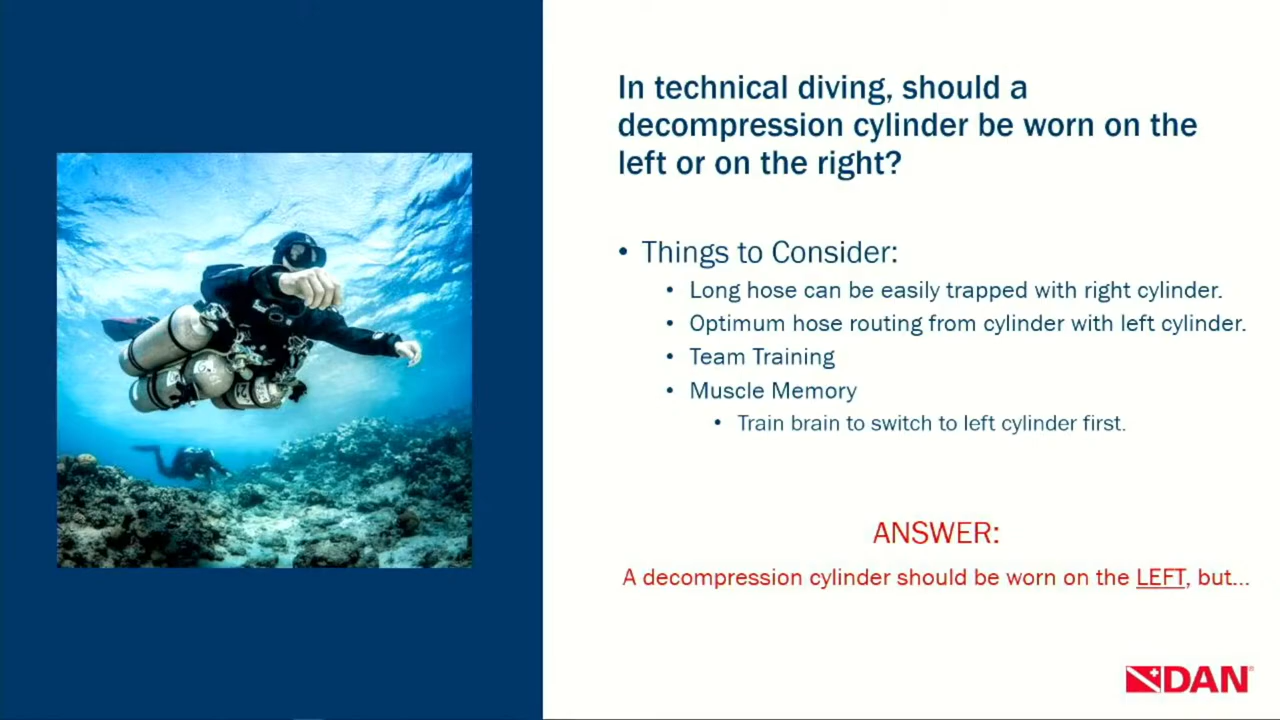 In technical diving, should a
decompression cylinder be worn on the
left or on the right?
• Things to Consider:
• Long hose can be easily trapped with right cylinder.
• Optimum hose routing from cylinder with left cylinder.
• Team Training
• Muscle Memory
• Train brain to switch to left cylinder first.
ANSWER:
A decompression cylinder should be worn on the LEFT, but...
DAN